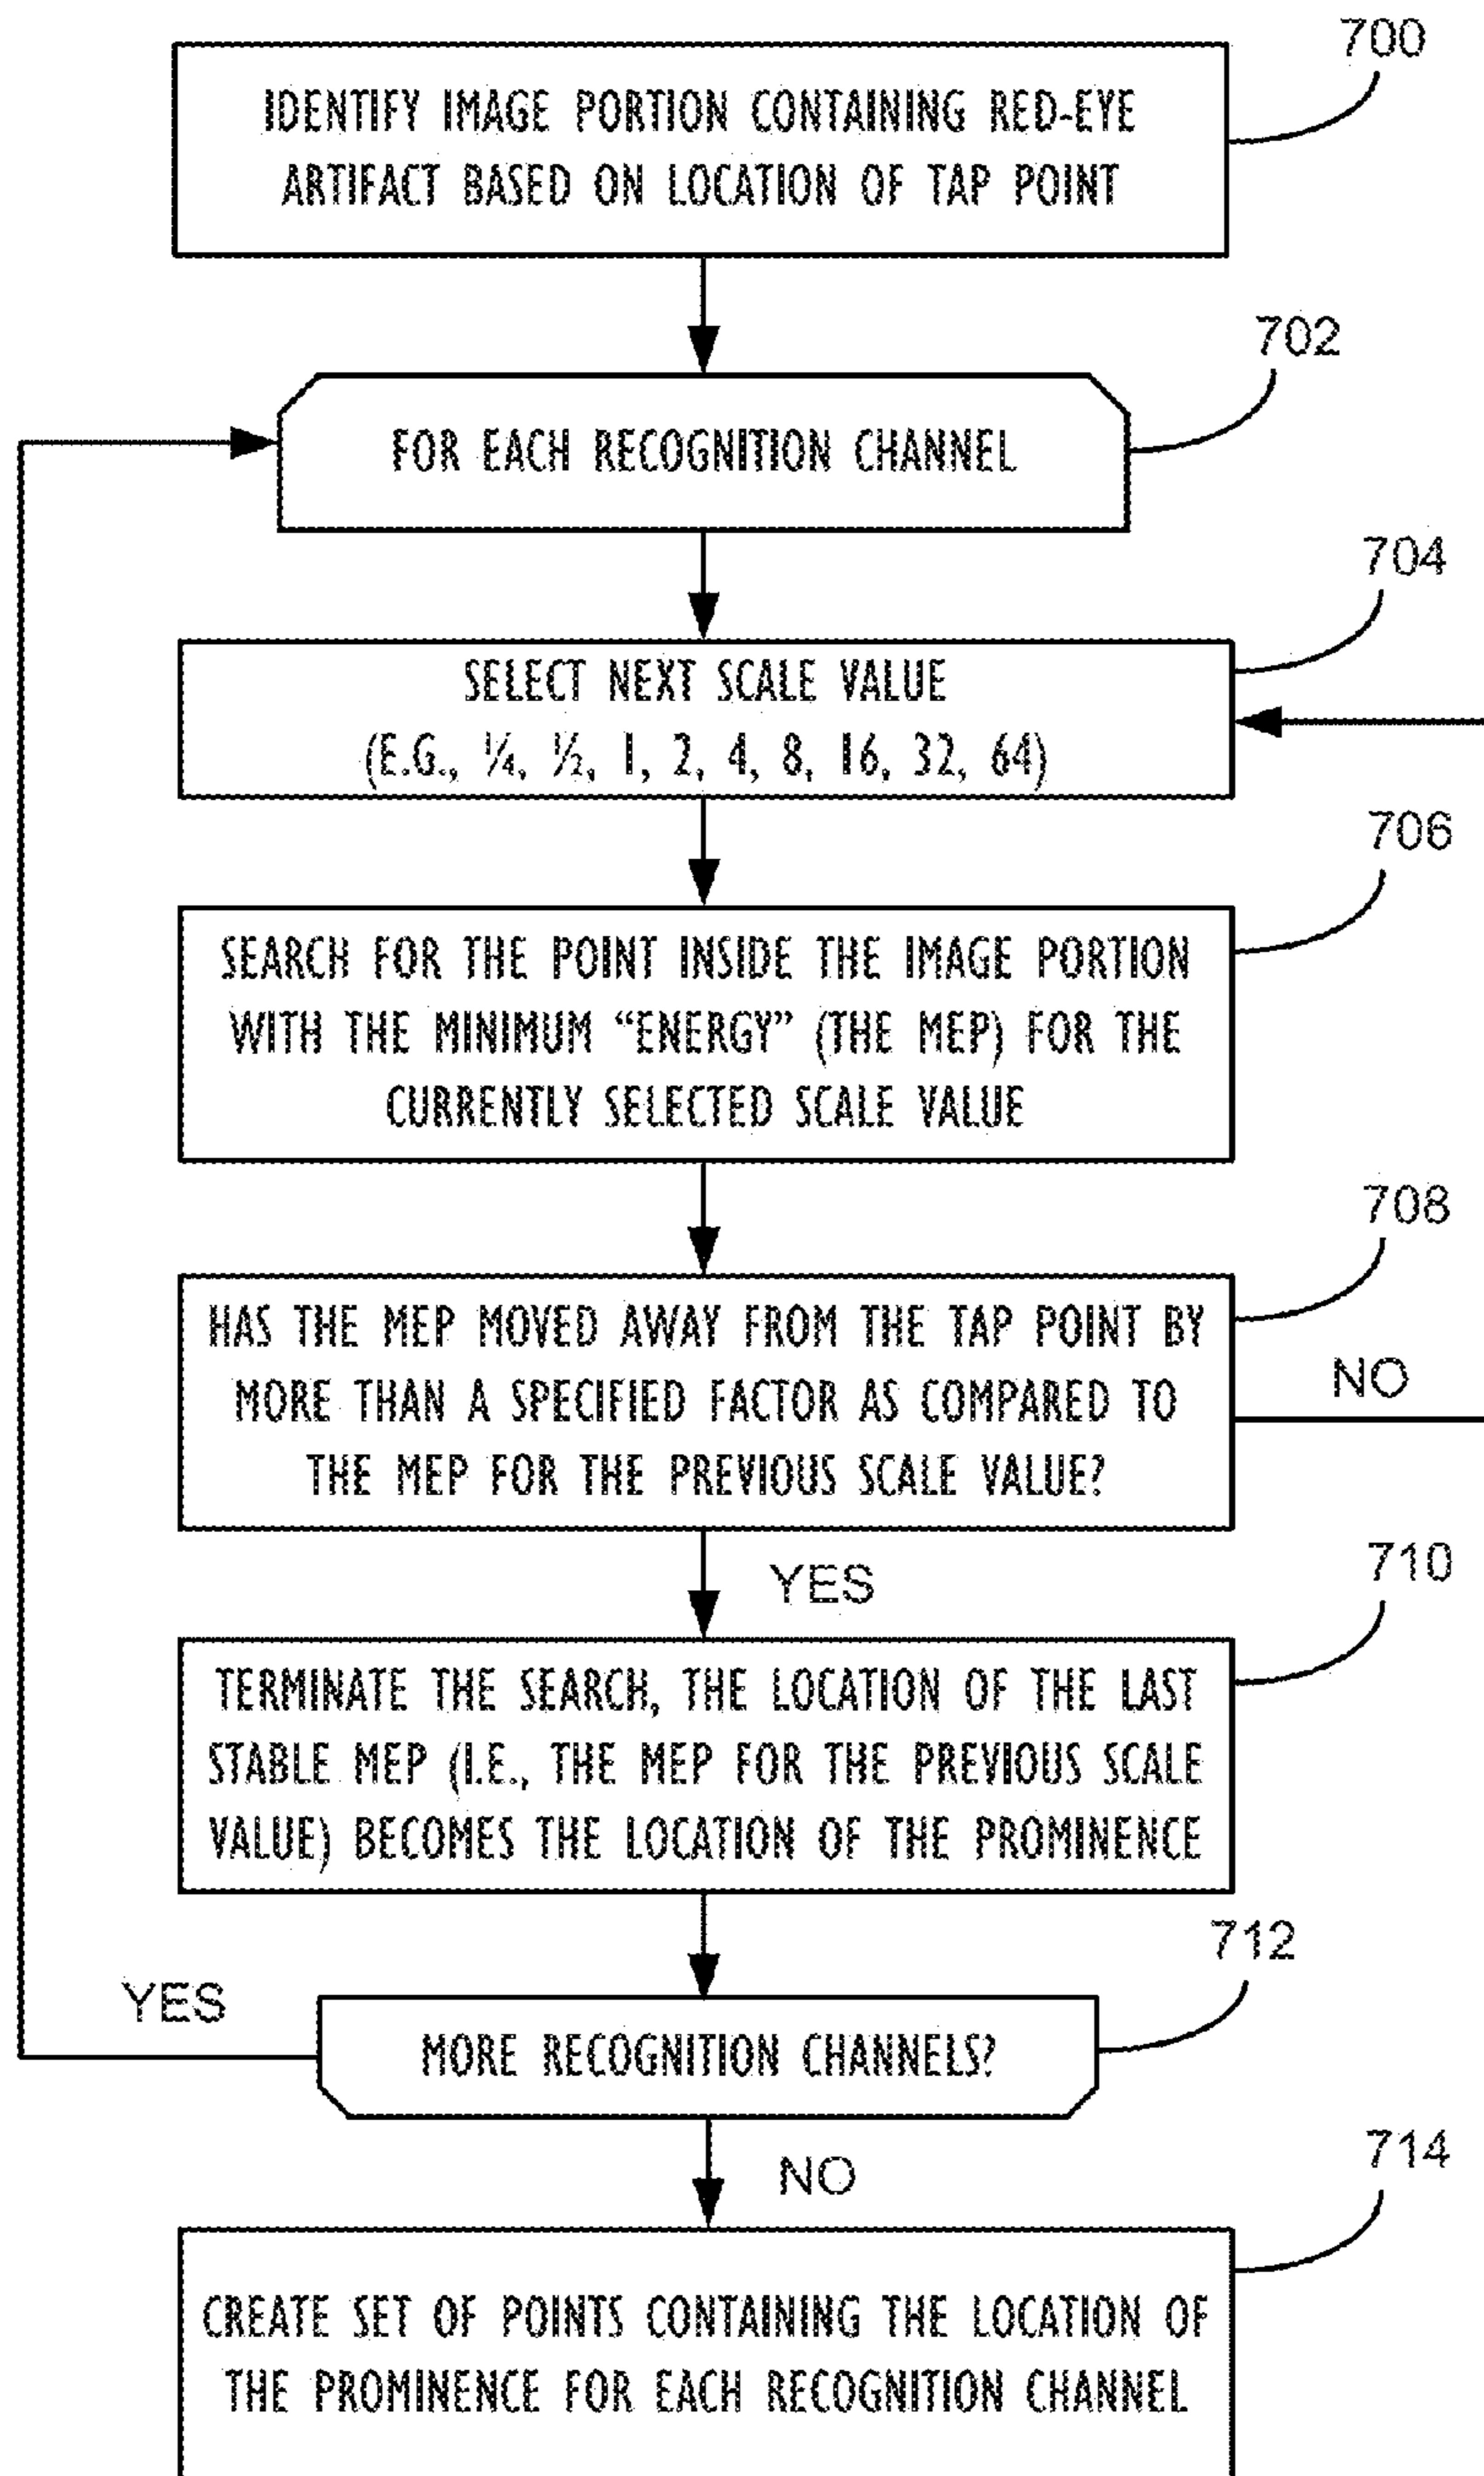 700
IDENTIFY IMAGE PORTION CONTAINING RED-EYE
ARTIFACT BASED ON LOCATION OF TAP POINT
702
FOR EACH RECOGNITION CHANNEL
704
SELECT NEXT SCALE VALUE
(E.G., ¼, ½, 1, 2, 4, 8, 16, 32, 64)
706
SEARCH FOR THE POINT INSIDE THE IMAGE PORTION
WITH THE MINIMUM “ENERGY” (THE MEP) FOR THE
CURRENTLY SELECTED SCALE VALUE
708
HAS THE MEP MOVED AWAY FROM THE TAP POINT BY
MORE THAN A SPECIFIED FACTOR AS COMPARED TO
THE MEP FOR THE PREVIOUS SCALE VALUE?
NO
YES
710
TERMINATE THE SEARCH, THE LOCATION OF THE LAST
STABLE MEP (I.E., THE MEP FOR THE PREVIOUS SCALE
VALUE) BECOMES THE LOCATION OF THE PROMINENCE
712
YES
MORE RECOGNITION CHANNELS?
NO
714
CREATE SET OF POINTS CONTAINING THE LOCATION OF
THE PROMINENCE FOR EACH RECOGNITION CHANNEL